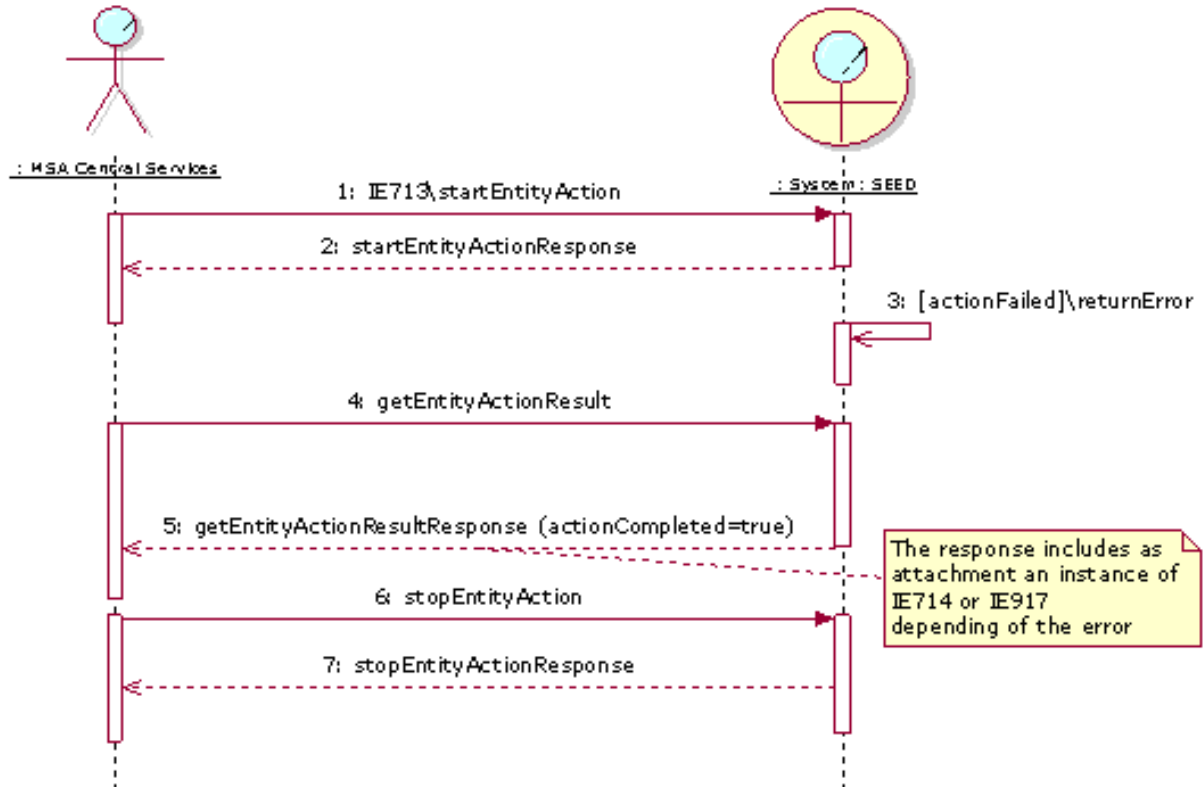 : MSA Central Services
: System : SEED
1: IE713\startEntityAction
2: startEntityActionResponse
3: [actionFailed]\returnError
4: getEntityActionResult
5: getEntityActionResultResponse (actionCompleted=true)
The response includes as
attachment an instance of
IE714 or IE917
depending of the error
6: stopEntityAction
7: stopEntityActionResponse